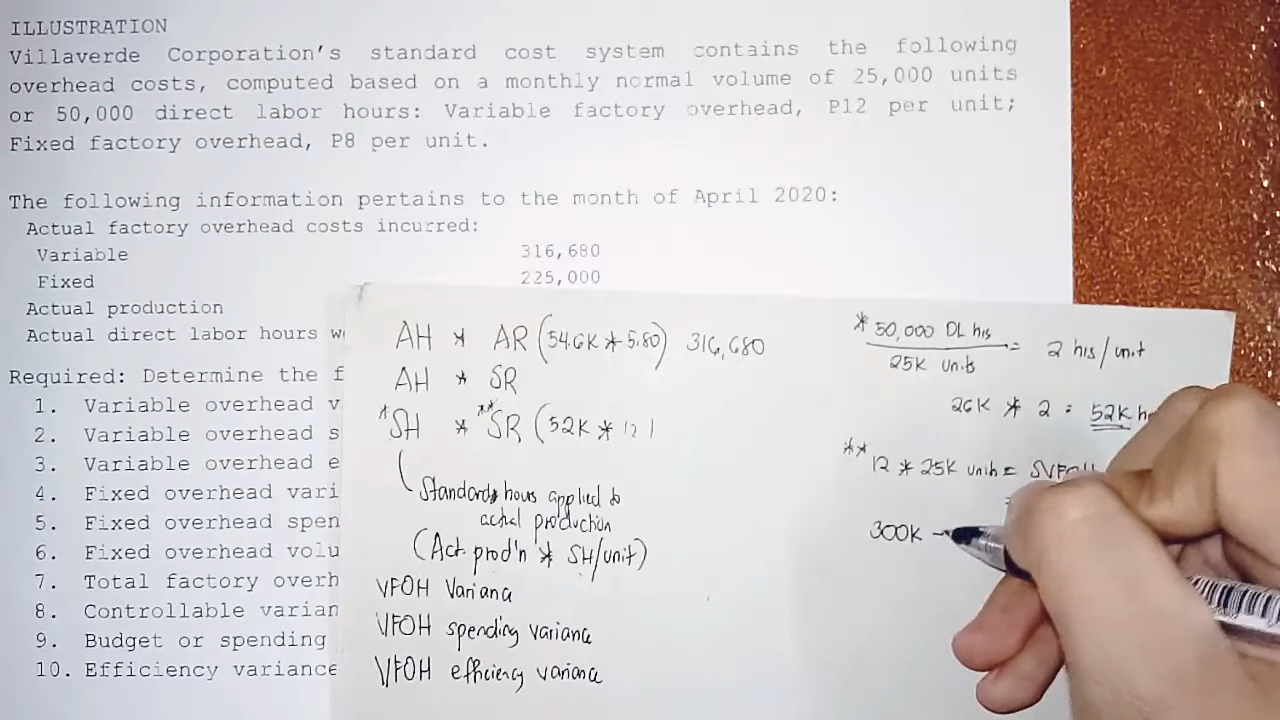 ILLUSTRATION
Villaverde Corporation's standard cost system contains the following
overhead costs, computed based on a monthly normal volume of 25,000 units
or 50,000 direct labor hours: Variable factory overhead, P12 per unit;
Fixed factory overhead, P8 per unit.
The following information pertains to the month of April 2020:
Actual factory overhead costs incurred:
Variable 316,680
Fixed 225,000
Actual production
Actual direct labor hours w
Required: Determine the f
1. Variable overhead v
2. Variable overhead s
3. Variable overhead e
4. Fixed overhead vari
5. Fixed overhead spen
6. Fixed overhead volu
7. Total factory overh
8. Controllable varian
9. Budget or spending
10. Efficiency variance
AH * AR (54.6K * 5.80) 316,680
AH * SR
*SH * **SR (52K * 12)
Standard hours applied to
actual production
(Act prod'n * SH/unit)
VFOH Variance
VFOH spending variance
VFOH efficiency variance
* 50,000 DL hrs
25K units
= 2 hrs/unit
26K * 2 = 52K
** 12 * 25K units =
300K